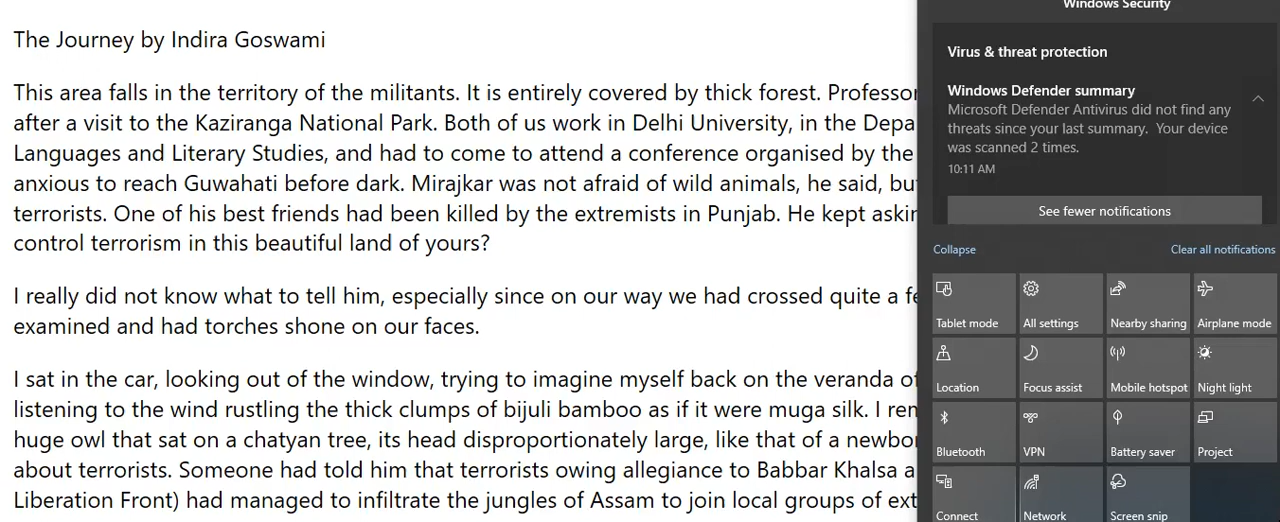 The Journey by Indira Goswami
This area falls in the territory of the militants. It is entirely covered by thick forest. Professor
after a visit to the Kaziranga National Park. Both of us work in Delhi University, in the Depa
Languages and Literary Studies, and had to come to attend a conference organised by the
anxious to reach Guwahati before dark. Mirajkar was not afraid of wild animals, he said, but
terrorists. One of his best friends had been killed by the extremists in Punjab. He kept askin
control terrorism in this beautiful land of yours?
I really did not know what to tell him, especially since on our way we had crossed quite a fe
examined and had torches shone on our faces.
I sat in the car, looking out of the window, trying to imagine myself back on the veranda of
listening to the wind rustling the thick clumps of bijuli bamboo as if it were muga silk. I rem
huge owl that sat on a chatyan tree, its head disproportionately large, like that of a newbo
about terrorists. Someone had told him that terrorists owing allegiance to Babbar Khalsa a
Liberation Front) had managed to infiltrate the jungles of Assam to join local groups of ext
Windows Security
Virus & threat protection
Windows Defender summary
Microsoft Defender Antivirus did not find any
threats since your last summary. Your device
was scanned 2 times.
10:11 AM
See fewer notifications
Collapse Clear all notifications
Tablet mode All settings Nearby sharing Airplane mode
Location Focus assist Mobile hotspot Night light
Bluetooth VPN Battery saver Project
Connect Network Screen snip